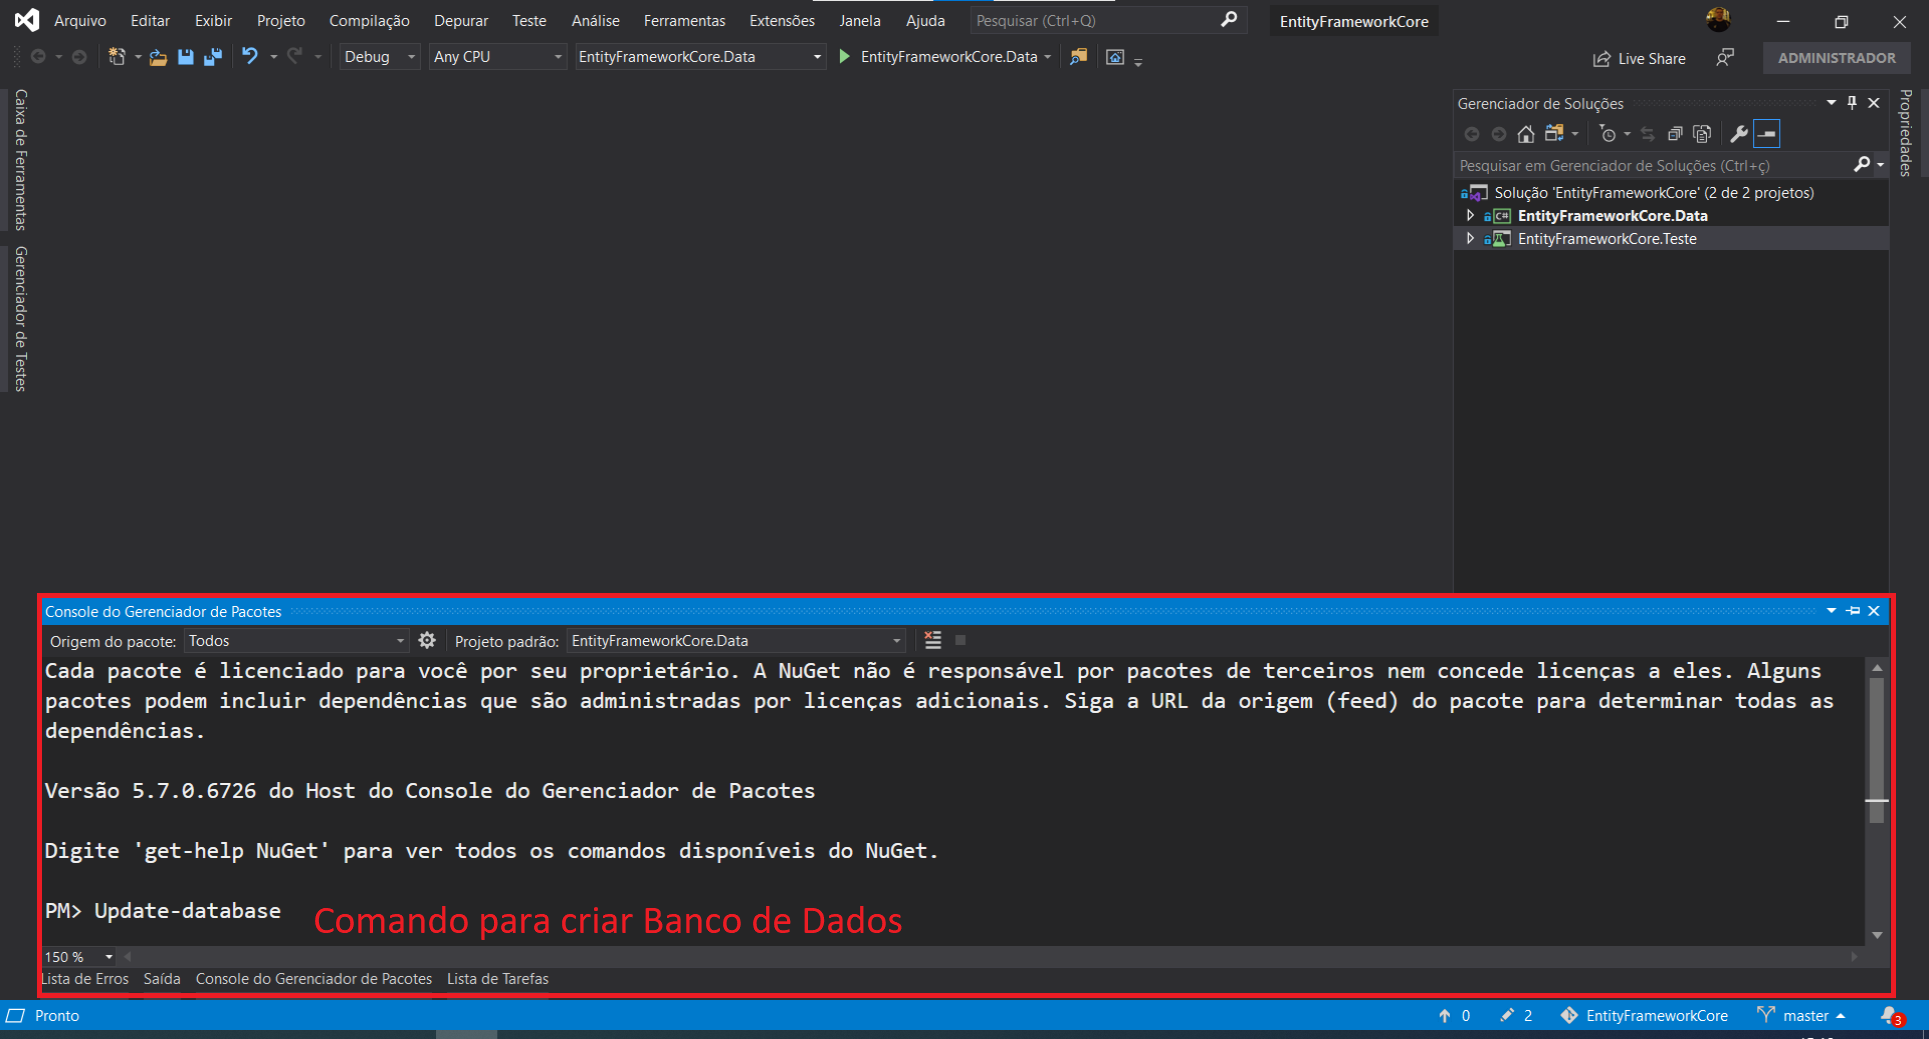 Arquivo Editar Exibir Projeto Compilação Depurar Teste Análise Ferramentas Extensões Janela Ajuda Pesquisar (Ctrl+Q) EntityFrameworkCore
Debug Any CPU EntityFrameworkCore.Data EntityFrameworkCore.Data Live Share ADMINISTRADOR
Caixa de Ferramentas
Gerenciador de Testes
Gerenciador de Soluções
Propriedades
Pesquisar em Gerenciador de Soluções (Ctrl+ç)
Solução 'EntityFrameworkCore' (2 de 2 projetos)
C# EntityFrameworkCore.Data
EntityFrameworkCore.Teste
Console do Gerenciador de Pacotes
Origem do pacote: Todos Projeto padrão: EntityFrameworkCore.Data
Cada pacote é licenciado para você por seu proprietário. A NuGet não é responsável por pacotes de terceiros nem concede licenças a eles. Alguns
pacotes podem incluir dependências que são administradas por licenças adicionais. Siga a URL da origem (feed) do pacote para determinar todas as
dependências.
Versão 5.7.0.6726 do Host do Console do Gerenciador de Pacotes
Digite 'get-help NuGet' para ver todos os comandos disponíveis do NuGet.
PM> Update-database Comando para criar Banco de Dados
150 %
Lista de Erros Saída Console do Gerenciador de Pacotes Lista de Tarefas
Pronto 0 2 EntityFrameworkCore master 3